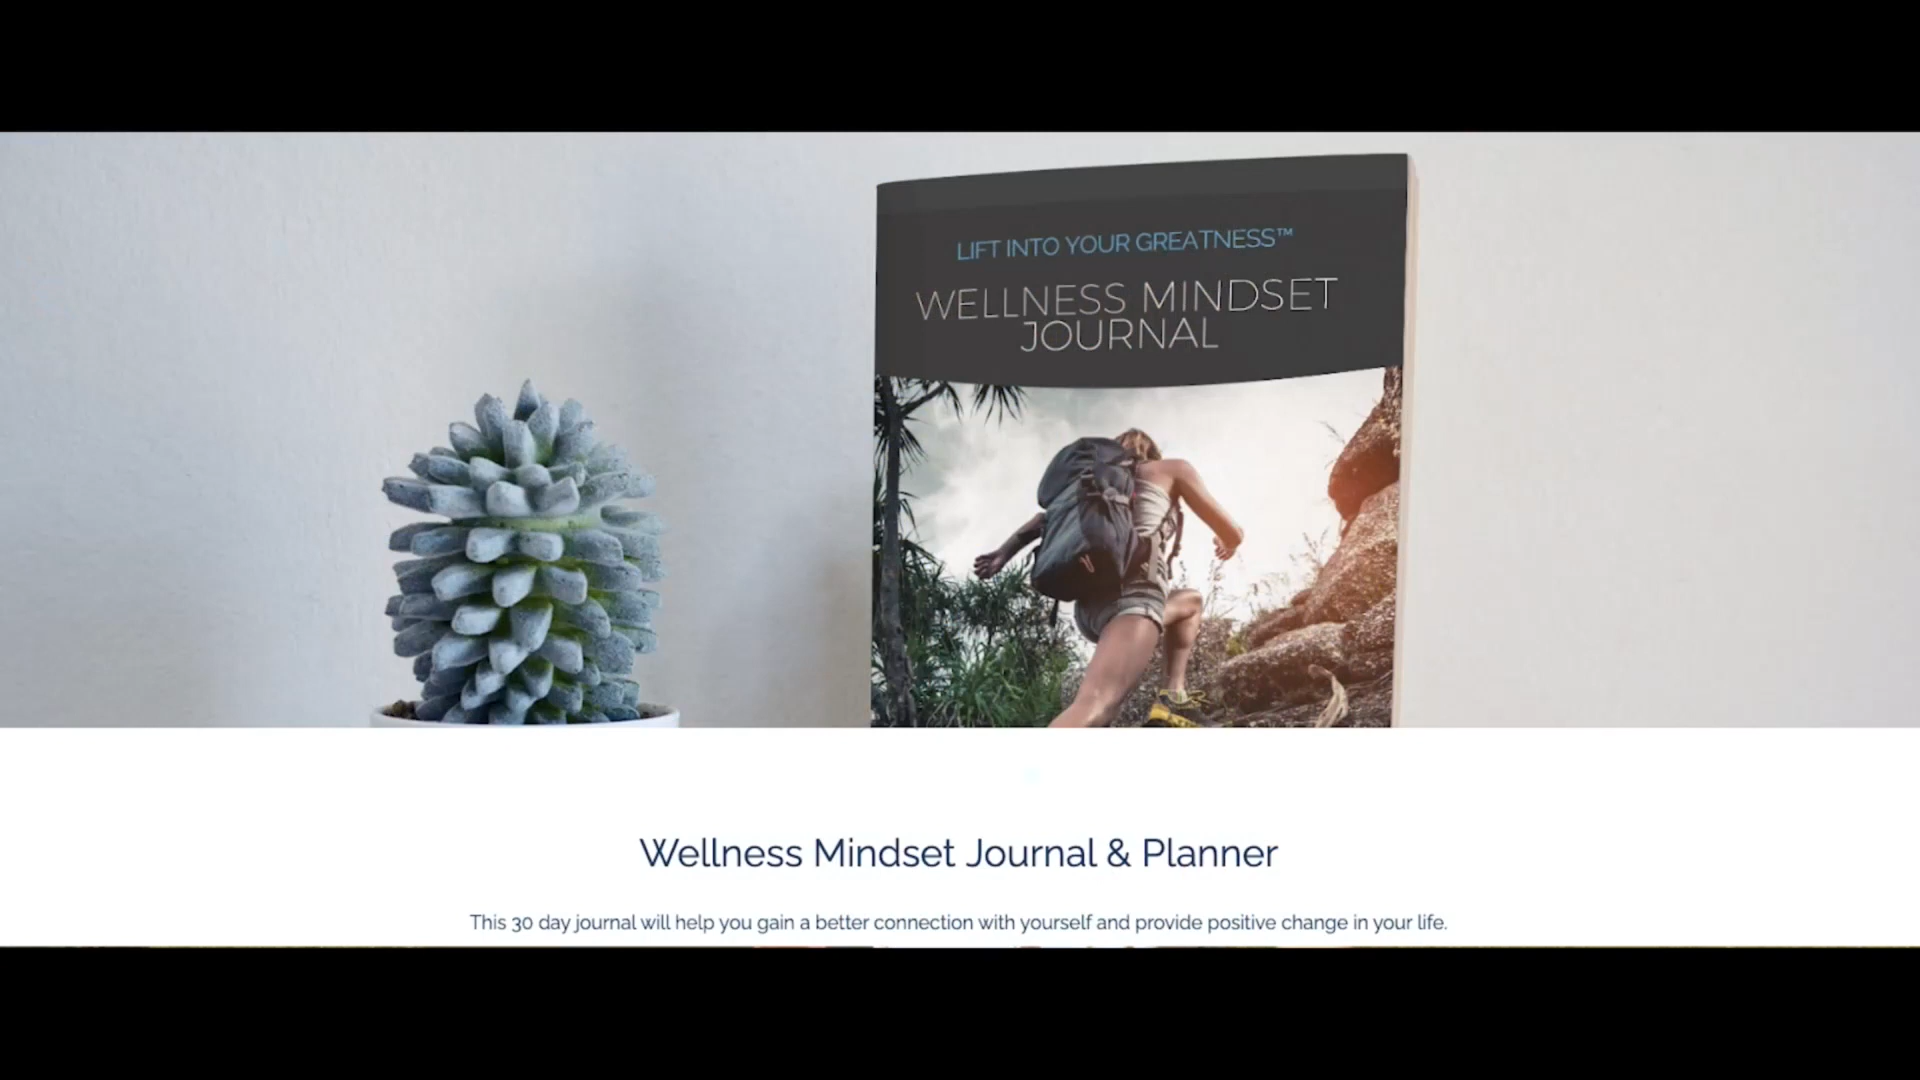 LIFT INTO YOUR GREATNESS™
WELLNESS MINDSET
JOURNAL
Wellness Mindset Journal & Planner
This 30 day journal will help you gain a better connection with yourself and provide positive change in your life.